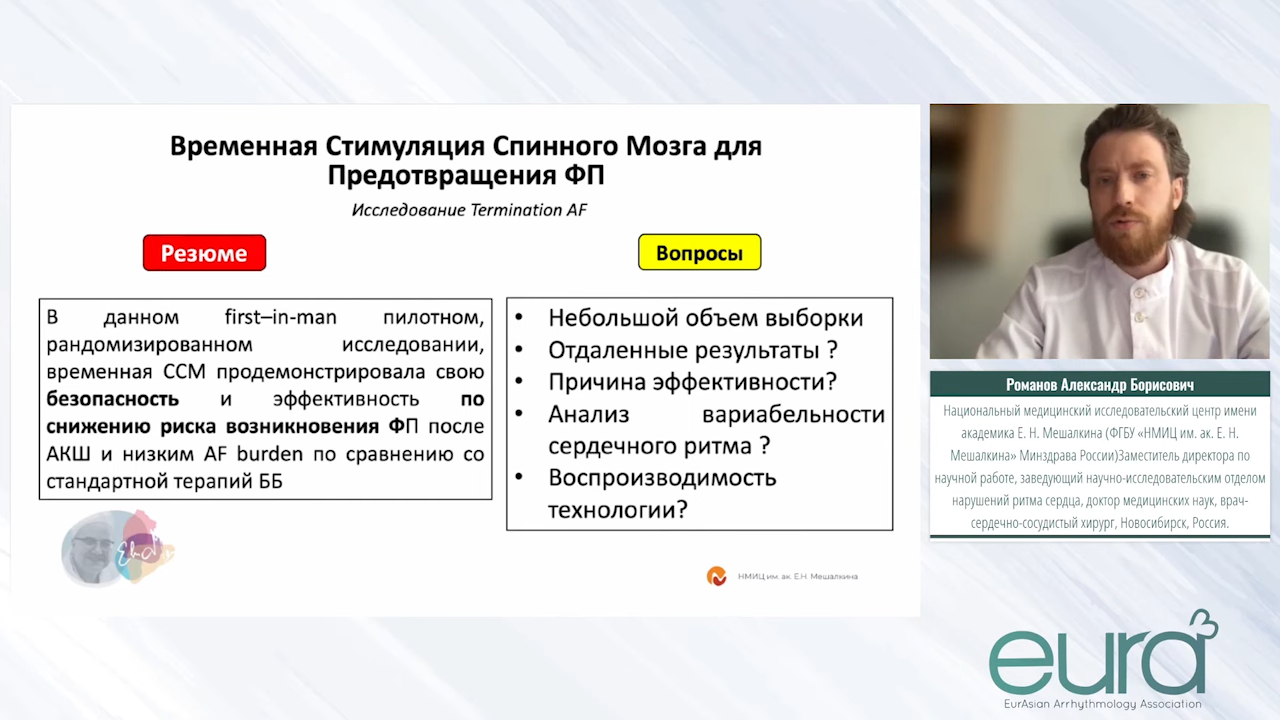 Временная Стимуляция Спинного Мозга для
Предотвращения ФП
Исследование Termination AF
Резюме
Вопросы
В данном first–in-man пилотном,
рандомизированном исследовании,
временная ССМ продемонстрировала свою
безопасность и эффективность по
снижению риска возникновения ФП после
АКШ и низким AF burden по сравнению со
стандартной терапий ББ
• Небольшой объем выборки
• Отдаленные результаты ?
• Причина эффективности?
• Анализ вариабельности
сердечного ритма ?
• Воспроизводимость
технологии?
НМИЦ им. ак. Е.Н. Мешалкина
Романов Александр Борисович
Национальный медицинский исследовательский центр имени
академика Е. Н. Мешалкина (ФГБУ «НМИЦ им. ак. Е. Н.
Мешалкина» Минздрава России)Заместитель директора по
научной работе, заведующий научно-исследовательским отделом
нарушений ритма сердца, доктор медицинских наук, врач-
сердечно-сосудистый хирург, Новосибирск, Россия.
eura
EurAsian Arrhythmology Association